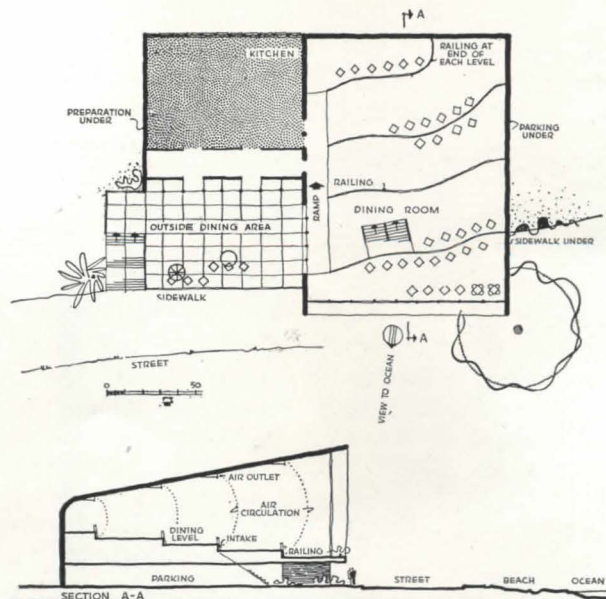 A
KITCHEN
RAILING AT
END OF
EACH LEVEL
PREPARATION
UNDER
PARKING
UNDER
RAILING
RAMP
DINING ROOM
OUTSIDE DINING AREA
SIDEWALK UNDER
SIDEWALK
A
VIEW TO OCEAN
STREET
0 50
AIR OUTLET
AIR
CIRCULATION
DINING
LEVEL
INTAKE
RAILING
PARKING
STREET
BEACH
OCEAN
SECTION A-A